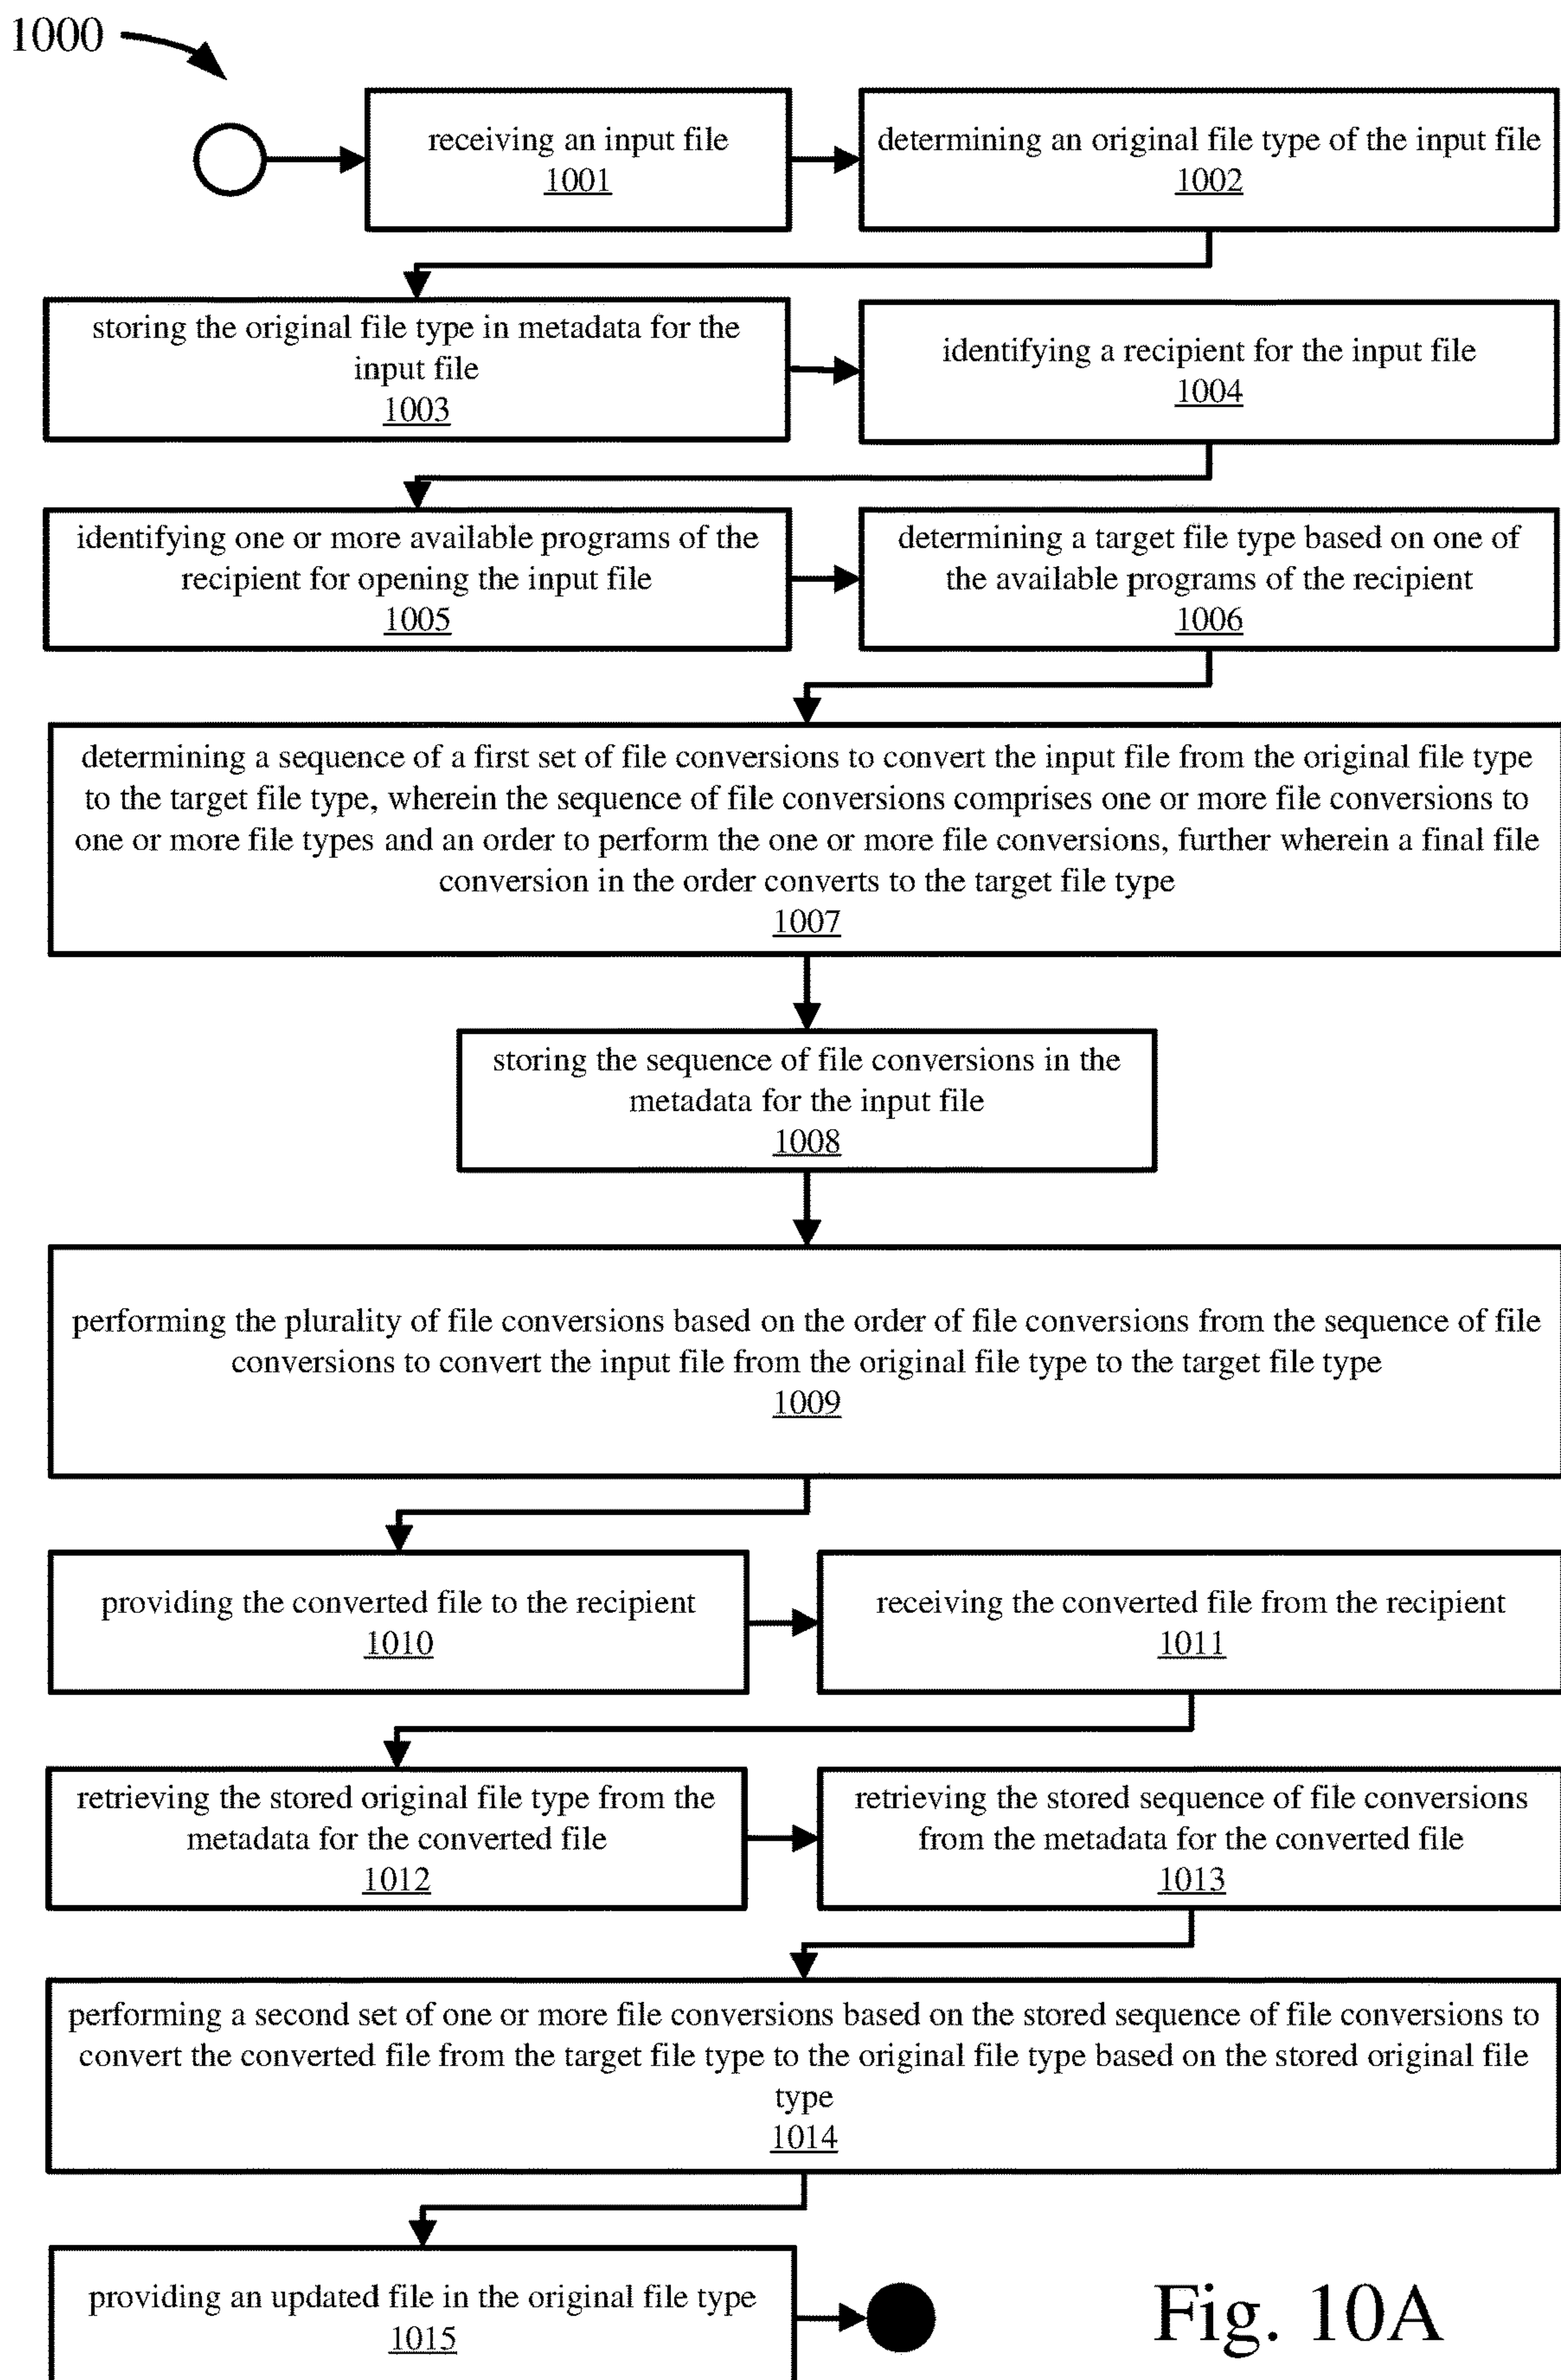 1000
receiving an input file
1001
determining an original file type of the input file
1002
storing the original file type in metadata for the
input file
1003
identifying a recipient for the input file
1004
identifying one or more available programs of the
recipient for opening the input file
1005
determining a target file type based on one of
the available programs of the recipient
1006
determining a sequence of a first set of file conversions to convert the input file from the original file type
to the target file type, wherein the sequence of file conversions comprises one or more file conversions to
one or more file types and an order to perform the one or more file conversions, further wherein a final file
conversion in the order converts to the target file type
1007
storing the sequence of file conversions in the
metadata for the input file
1008
performing the plurality of file conversions based on the order of file conversions from the sequence of file
conversions to convert the input file from the original file type to the target file type
1009
providing the converted file to the recipient
1010
receiving the converted file from the recipient
1011
retrieving the stored original file type from the
metadata for the converted file
1012
retrieving the stored sequence of file conversions
from the metadata for the converted file
1013
performing a second set of one or more file conversions based on the stored sequence of file conversions to
convert the converted file from the target file type to the original file type based on the stored original file
type
1014
providing an updated file in the original file type
1015
Fig. 10A